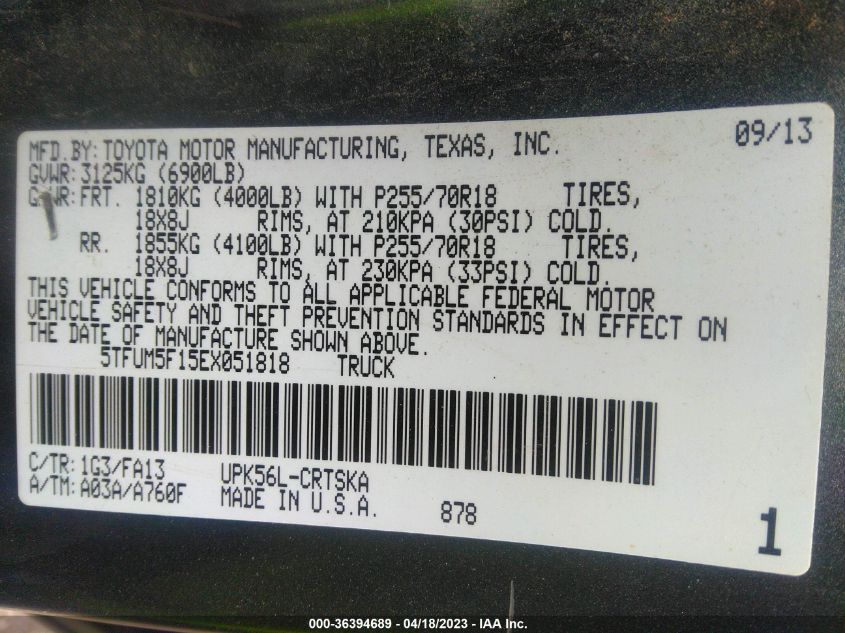 MFD. BY: TOYOTA MOTOR MANUFACTURING, TEXAS, INC. 09/13
GVWR: 3125KG (6900LB)
GAWR: FRT. 1810KG (4000LB) WITH P255/70R18 TIRES,
18X8J RIMS, AT 210KPA (30PSI) COLD.
RR. 1855KG (4100LB) WITH P255/70R18 TIRES,
18X8J RIMS, AT 230KPA (33PSI) COLD.
THIS VEHICLE CONFORMS TO ALL APPLICABLE FEDERAL MOTOR
VEHICLE SAFETY AND THEFT PREVENTION STANDARDS IN EFFECT ON
THE DATE OF MANUFACTURE SHOWN ABOVE.
5TFUM5F15EX051818 TRUCK
C/TR: 1G3/FA13 UPK56L-CRTSKA
A/TM: A03A/A760F MADE IN U.S.A. 878
1
000-36394689 - 04/18/2023 - IAA Inc.